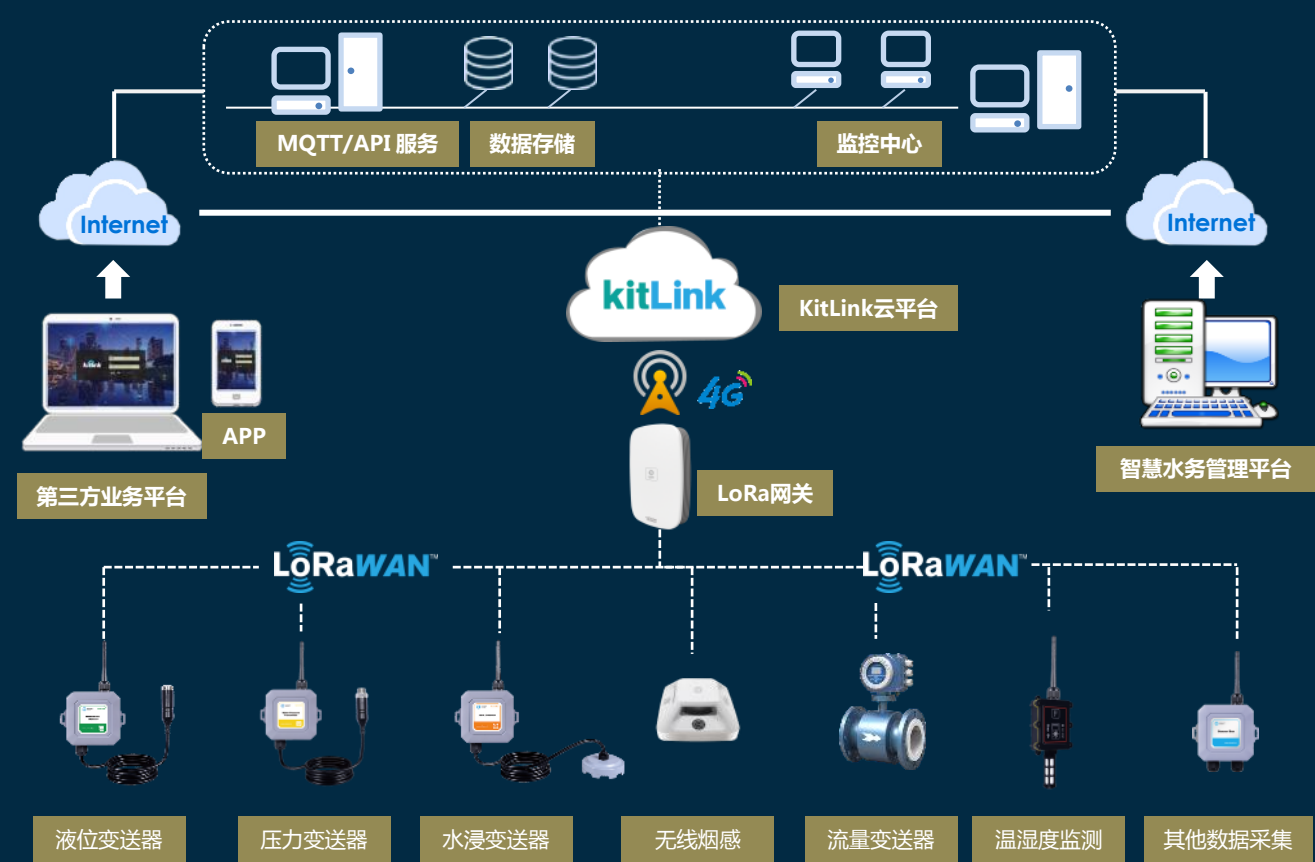 MQTT/API 服务
数据存储
监控中心
Internet
Internet
kitLink
KitLink云平台
4G
kitLink
APP
第三方业务平台
智慧水务管理平台
LoRa网关
LoRaWAN™
LoRaWAN™
液位变送器
压力变送器
水浸变送器
无线烟感
流量变送器
温湿度监测
其他数据采集